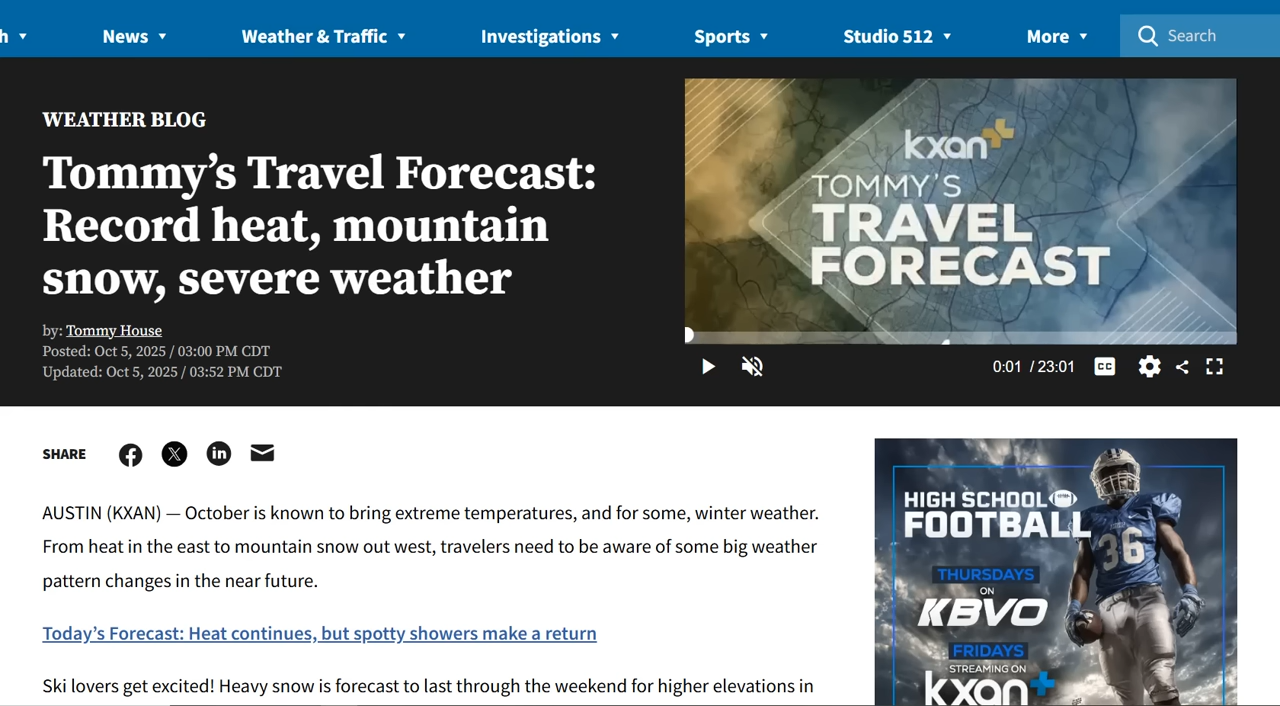 h
News
Weather & Traffic
Investigations
Sports
Studio 512
More
Search
WEATHER BLOG
Tommy’s Travel Forecast:
Record heat, mountain
snow, severe weather
by: Tommy House
Posted: Oct 5, 2025 / 03:00 PM CDT
Updated: Oct 5, 2025 / 03:52 PM CDT
kxan
TOMMY'S
TRAVEL
FORECAST
0:01 / 23:01
CC
SHARE
AUSTIN (KXAN) — October is known to bring extreme temperatures, and for some, winter weather.
From heat in the east to mountain snow out west, travelers need to be aware of some big weather
pattern changes in the near future.
Today’s Forecast: Heat continues, but spotty showers make a return
Ski lovers get excited! Heavy snow is forecast to last through the weekend for higher elevations in
HIGH SCHOOL
FOOTBALL
THURSDAYS
ON
KBVO
FRIDAYS
STREAMING ON
kxan
36